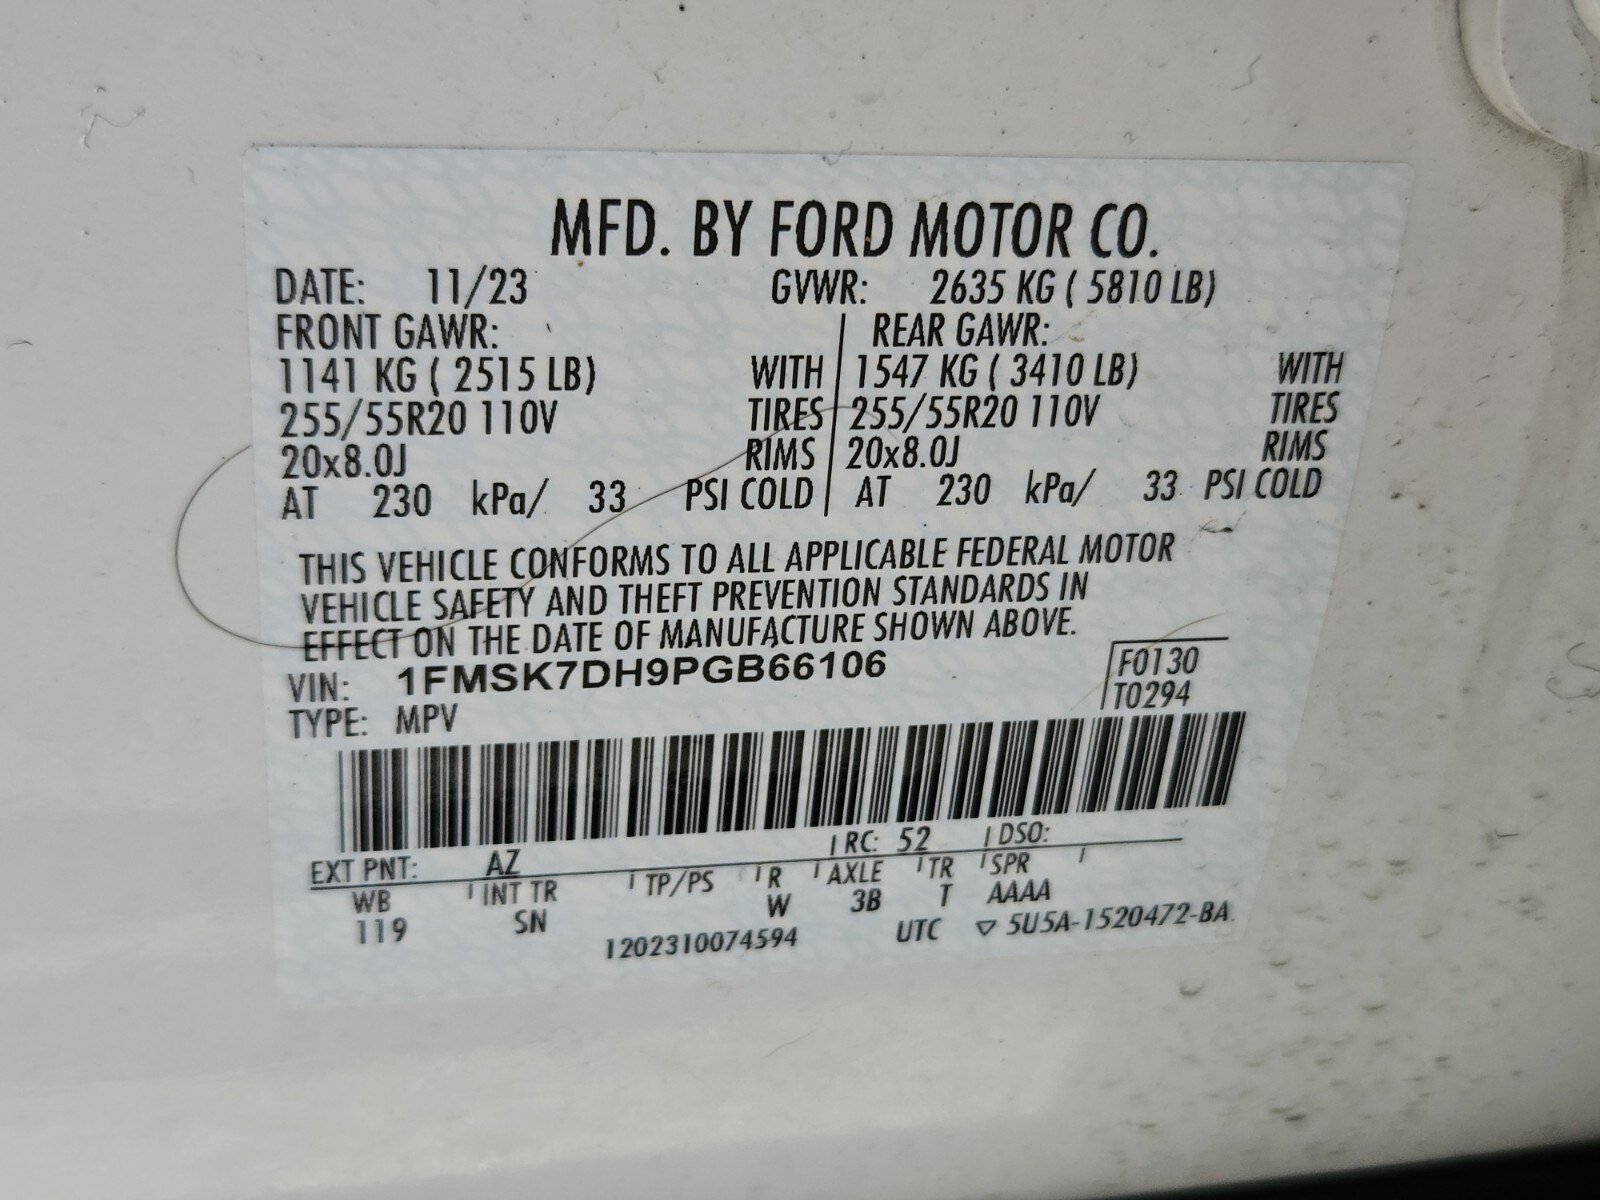 MFD. BY FORD MOTOR CO.
DATE: 11/23 GVWR: 2635 KG ( 5810 LB)
FRONT GAWR: REAR GAWR:
1141 KG ( 2515 LB) WITH 1547 KG ( 3410 LB) WITH
255/55R20 110V TIRES 255/55R20 110V TIRES
20x8.0J RIMS 20x8.0J RIMS
AT 230 kPa/ 33 PSI COLD AT 230 kPa/ 33 PSI COLD
THIS VEHICLE CONFORMS TO ALL APPLICABLE FEDERAL MOTOR
VEHICLE SAFETY AND THEFT PREVENTION STANDARDS IN
EFFECT ON THE DATE OF MANUFACTURE SHOWN ABOVE.
VIN: 1FMSK7DH9PGB66106 F0130
TYPE: MPV T0294
EXT PNT: AZ RC: 52 DSO:
WB INT TR TP/PS R AXLE TR SPR
119 SN W 3B T AAAA
1202310074594 UTC ▽ 5U5A-1520472-BA